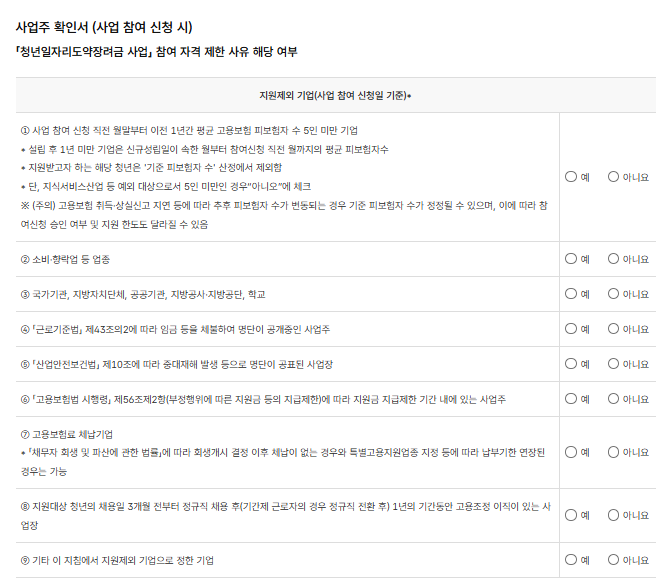 사업주 확인서 (사업 참여 신청 시)
「청년일자리도약장려금 사업」 참여 자격 제한 사유 해당 여부
지원제외 기업(사업 참여 신청일 기준)*
① 사업 참여 신청 직전 월말부터 이전 1년간 평균 고용보험 피보험자 수 5인 미만 기업
* 설립 후 1년 미만 기업은 신규성립일이 속한 월부터 참여신청 직전 월까지의 평균 피보험자수
* 지원받고자 하는 해당 청년은 '기준 피보험자 수' 산정에서 제외함
* 단, 지식서비스산업 등 예외 대상으로서 5인 미만인 경우"아니오"에 체크
예 아니요
※ (주의) 고용보험 취득·상실신고 지연 등에 따라 추후 피보험자 수가 변동되는 경우 기준 피보험자 수가 정정될 수 있으며, 이에 따라 참
여신청 승인 여부 및 지원 한도도 달라질 수 있음
② 소비·향락업 등 업종 예 아니요
③ 국가기관, 지방자치단체, 공공기관, 지방공사·지방공단, 학교 예 아니요
④ 「근로기준법」 제43조의2에 따라 임금 등을 체불하여 명단이 공개중인 사업주 예 아니요
⑤ 「산업안전보건법」 제10조에 따라 중대재해 발생 등으로 명단이 공표된 사업장 예 아니요
⑥ 「고용보험법 시행령」 제56조제2항(부정행위에 따른 지원금 등의 지급제한)에 따라 지원금 지급제한 기간 내에 있는 사업주 예 아니요
⑦ 고용보험료 체납기업
* 「채무자 회생 및 파산에 관한 법률」에 따라 회생개시 결정 이후 체납이 없는 경우와 특별고용지원업종 지정 등에 따라 납부기한 연장된
경우는 가능
예 아니요
⑧ 지원대상 청년의 채용일 3개월 전부터 정규직 채용 후(기간제 근로자의 경우 정규직 전환 후) 1년의 기간동안 고용조정 이직이 있는 사
업장
예 아니요
⑨ 기타 이 지침에서 지원제외 기업으로 정한 기업 예 아니요